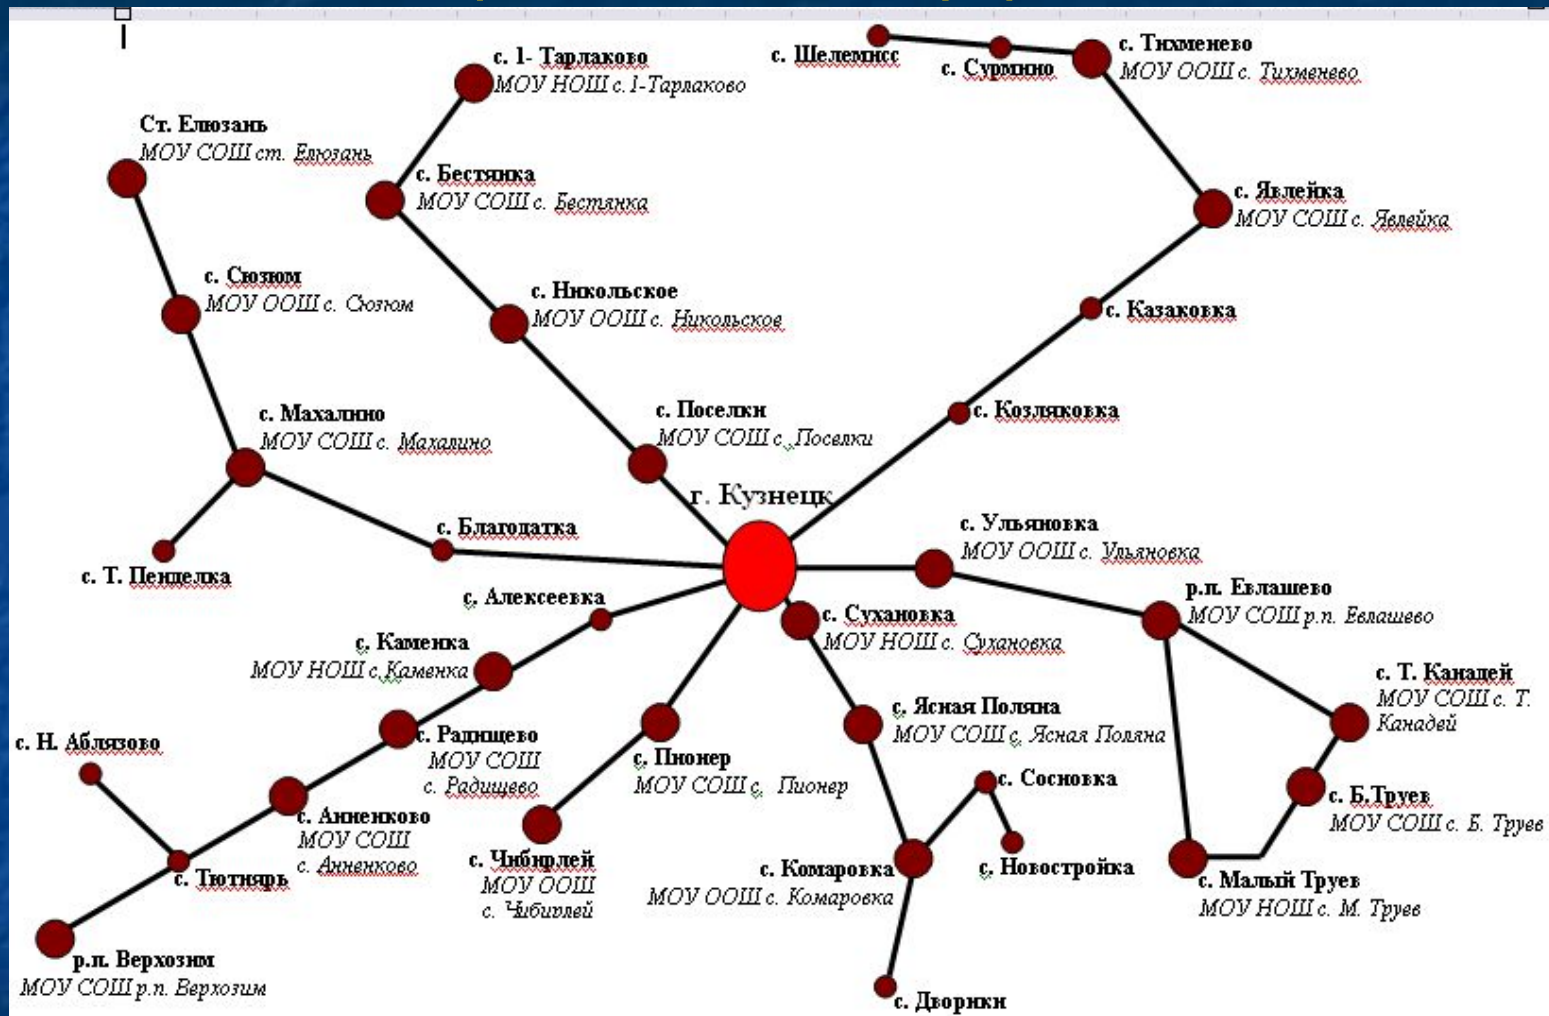 с. 1- Тарлаково
МОУ НОШ с. 1-Тарлаково
с. Шелемисс
с. Сурмино
с. Тихменево
МОУ ООШ с. Тихменево
Ст. Елюзань
МОУ СОШ ст. Елюзань
с. Бестянка
МОУ СОШ с. Бестянка
с. Явлейка
МОУ СОШ с. Явлейка
с. Сюзюм
МОУ ООШ с. Сюзюм
с. Никольское
МОУ ООШ с. Никольское
с. Казаковка
с. Махалино
МОУ СОШ с. Махалино
с. Поселки
МОУ СОШ с. Поселки
с. Козляковка
г. Кузнецк
с. Благодатка
с. Т. Пенделка
с. Ульяновка
МОУ ООШ с. Ульяновка
с. Алексеевка
с. Каменка
МОУ НОШ с.Каменка
с. Сухановка
МОУ НОШ с. Сухановка
р.п. Евлашево
МОУ СОШ р.п. Евлашево
с. Т. Канадей
МОУ СОШ с. Т.
Канадей
с. Ясная Поляна
МОУ СОШ с. Ясная Поляна
с. Н. Аблязово
с. Радищево
МОУ СОШ
с. Радищево
с. Пионер
МОУ СОШ с. Пионер
с. Сосновка
с. Б.Труев
МОУ СОШ с. Б. Труев
с. Анненково
МОУ СОШ
с. Анненково
с. Тютнярь
с. Чибирлей
МОУ ООШ
с. Чибирлей
с. Комаровка
МОУ ООШ с. Комаровка
с. Новостройка
с. Малый Труев
МОУ НОШ с. М. Труев
р.п. Верхозим
МОУ СОШ р.п. Верхозим
с. Дворики